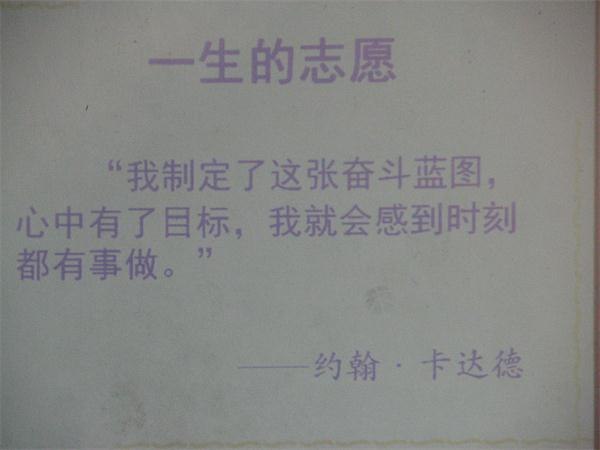 一生的志愿
“我制定了这张奋斗蓝图，
心中有了目标，我就会感到时刻
都有事做。”
——约翰·卡达德